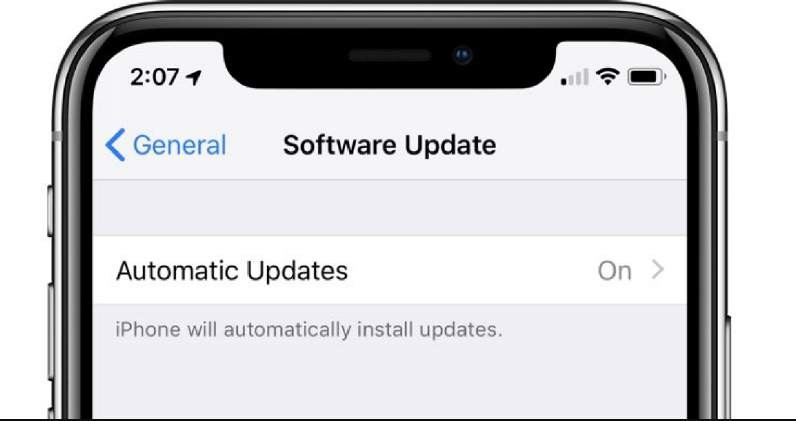 2:07
General
Software Update
Automatic Updates On
iPhone will automatically install updates.